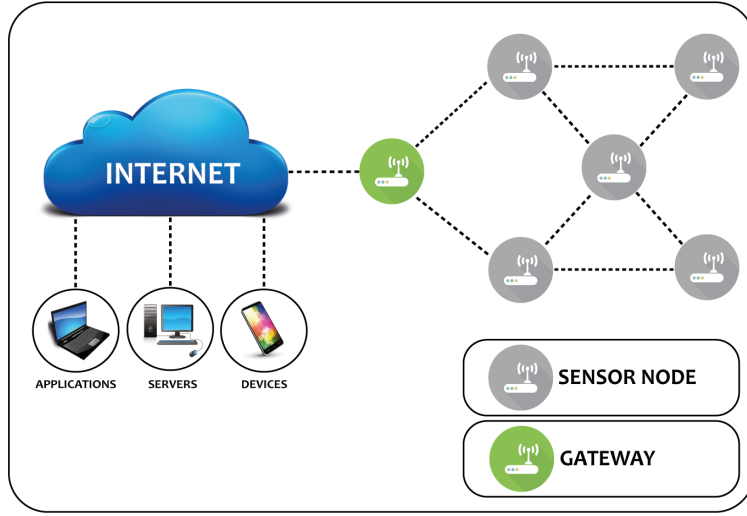 INTERNET
APPLICATIONS
SERVERS
DEVICES
SENSOR NODE
GATEWAY